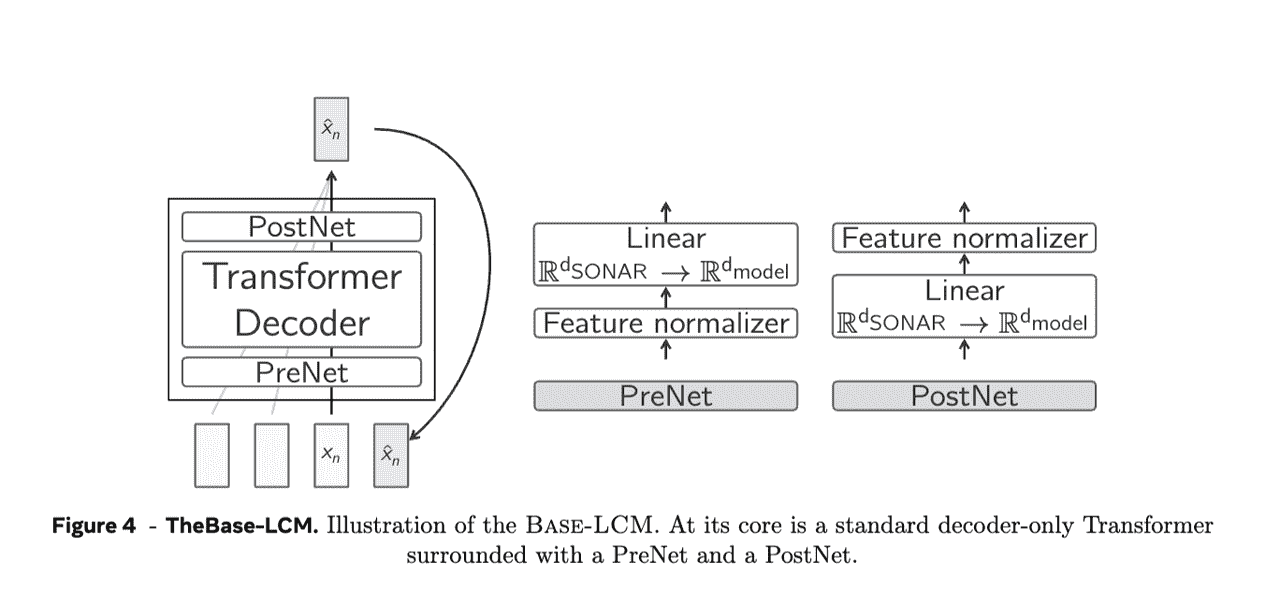 x̂ₙ
PostNet
Transformer
Decoder
PreNet
xₙ
x̂ₙ
Linear
ℝᵈSONAR → ℝᵈmodel
Feature normalizer
PreNet
Feature normalizer
Linear
ℝᵈSONAR → ℝᵈmodel
PostNet
Figure 4 - TheBase-LCM. Illustration of the BASE-LCM. At its core is a standard decoder-only Transformer
surrounded with a PreNet and a PostNet.